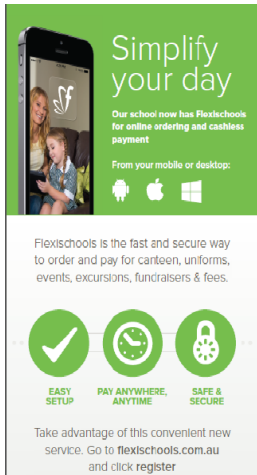 Simplify
your day
Our school now has Flexischools
for online ordering and cashless
payment
From your mobile or desktop:
Flexischools is the fast and secure way
to order and pay for canteen, uniforms,
events, excursions, fundraisers & fees.
EASY
SETUP
PAY ANYWHERE,
ANYTIME
SAFE &
SECURE
Take advantage of this convenient new
service. Go to flexischools.com.au
and click register